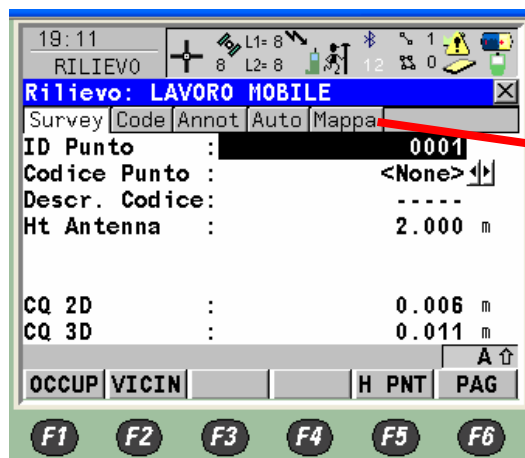 19:11
RILIEVO
8 L1= 8
L2= 8
12
1
0
Rilievo: LAVORO MOBILE
Survey Code Annot Auto Mappa
ID Punto : 0001
Codice Punto : <None>
Descr. Codice: -----
Ht Antenna : 2.000 m
CQ 2D : 0.006 m
CQ 3D : 0.011 m
A
OCCUP VICIN H PNT PAG
F1 F2 F3 F4 F5 F6